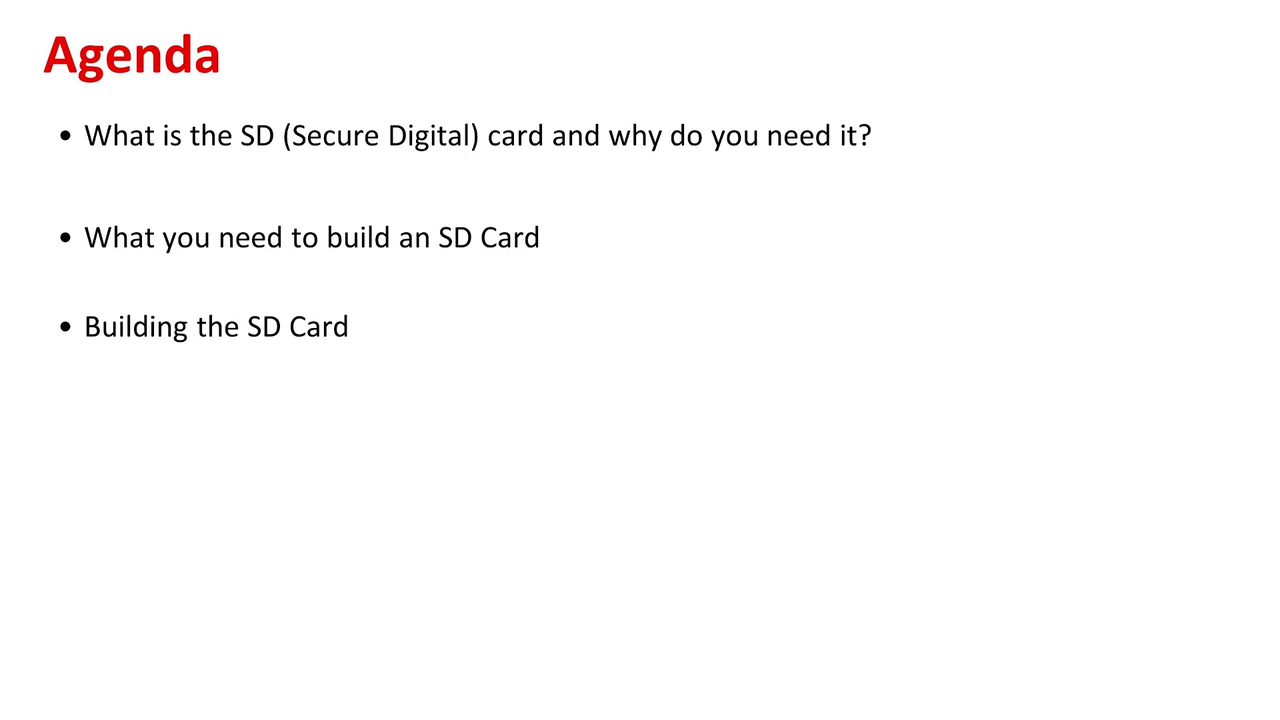 Agenda
• What is the SD (Secure Digital) card and why do you need it?
• What you need to build an SD Card
• Building the SD Card